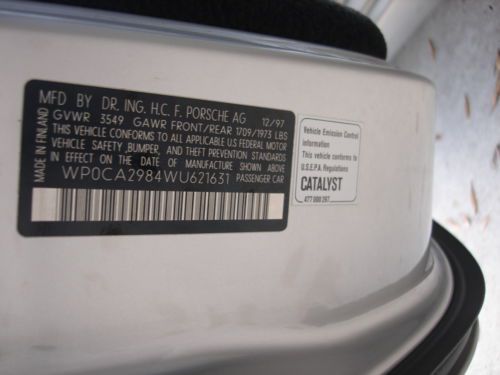 MADE IN FINLAND
MFD BY DR. ING. H.C. F. PORSCHE AG 12/97
GVWR 3549 GAWR FRONT/REAR 1709/1973 LBS
THIS VEHICLE CONFORMS TO ALL APPLICABLE US FEDERAL MOTOR
VEHICLE SAFETY ,BUMPER, AND THEFT PREVENTION STANDARDS
IN EFFECT ON THE DATE OF MANUFACTURE SHOWN ABOVE
WP0CA2984WU621631 PASSENGER CAR
Vehicle Emission Control
Information
This vehicle conforms to
U.S.E.P.A. Regulations
CATALYST
477 000 297